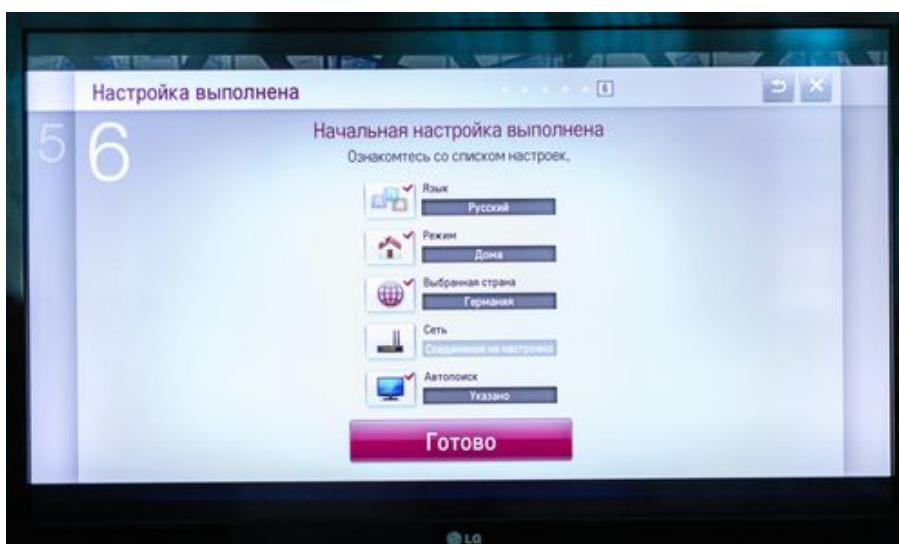 Настройка выполнена
6
5
6
Начальная настройка выполнена
Ознакомтесь со списком настроек.
Язык
Русский
Режим
Дома
Выбранная страна
Германия
Сеть
Соединение не настроено
Автопоиск
Указано
Готово
LG